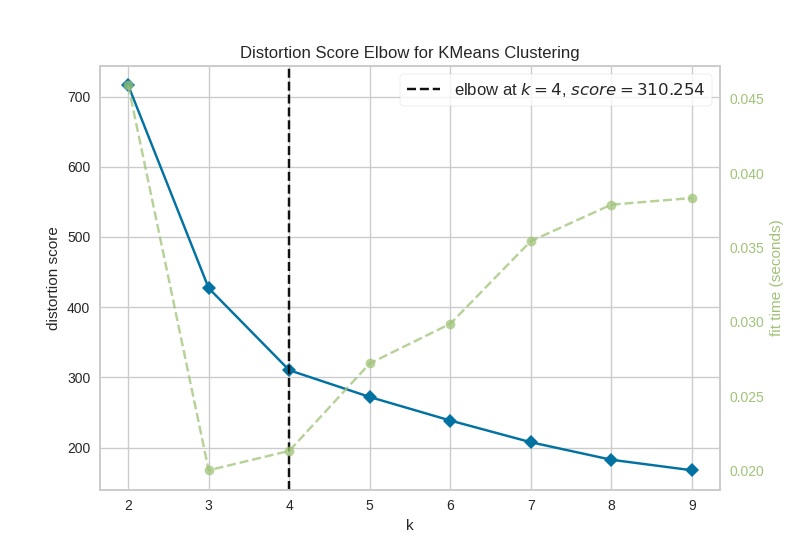 Distortion Score Elbow for KMeans Clustering
elbow at k = 4, score = 310.254
distortion score
700
600
500
400
300
200
0.045
0.040
0.035
0.030
0.025
0.020
fit time (seconds)
2 3 4 5 6 7 8 9
k